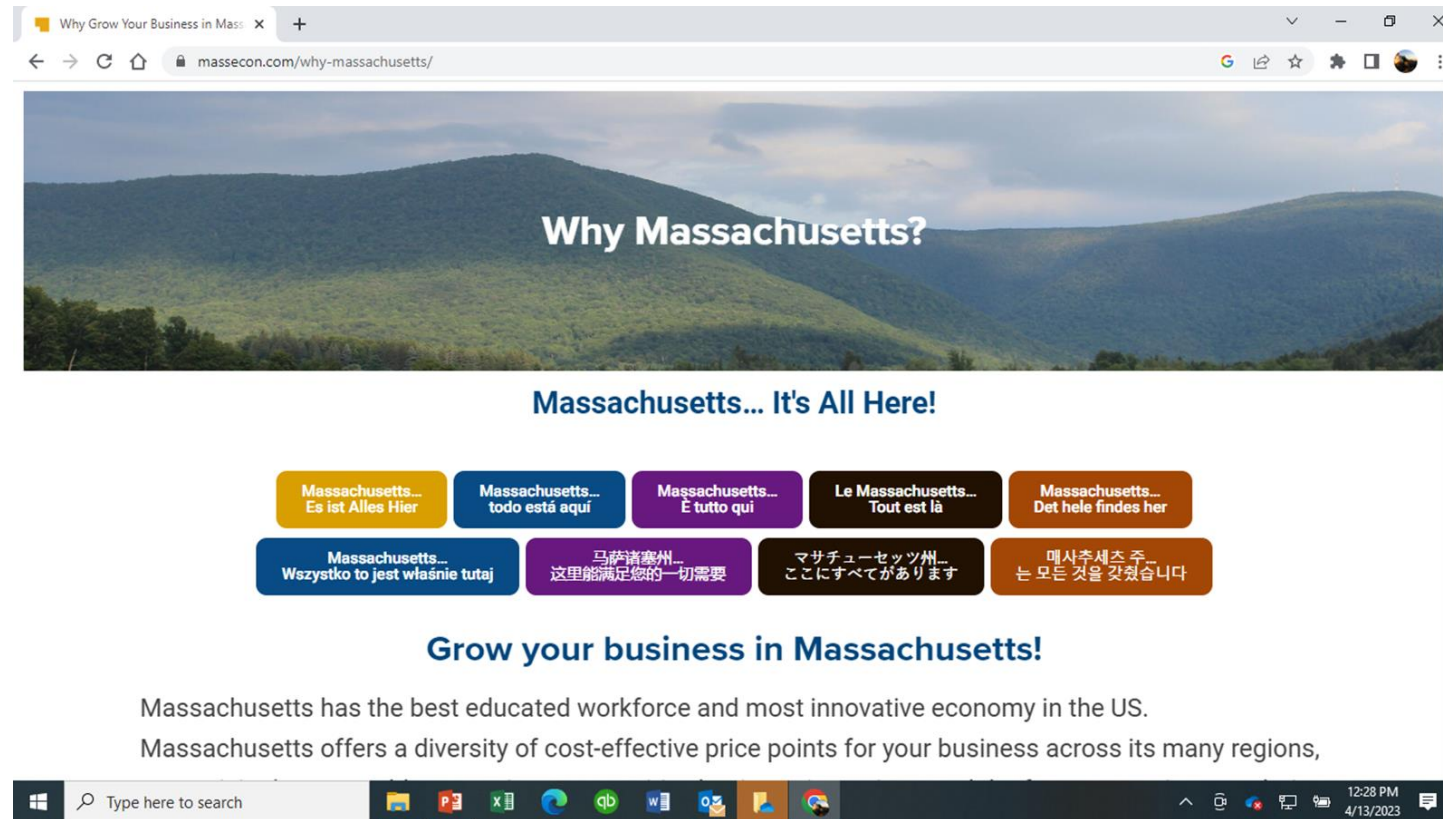 Why Grow Your Business in Mass
massecon.com/why-massachusetts/
Why Massachusetts?
Massachusetts... It's All Here!
Massachusetts...
Es ist Alles Hier
Massachusetts...
todo está aquí
Massachusetts...
È tutto qui
Le Massachusetts...
Tout est là
Massachusetts...
Det hele findes her
Massachusetts...
Wszystko to jest właśnie tutaj
马萨诸塞州...
这里能满足您的一切需要
マサチューセッツ州...
ここにすべてがあります
매사추세츠 주...
는 모든 것을 갖췄습니다
Grow your business in Massachusetts!
Massachusetts has the best educated workforce and most innovative economy in the US.
Massachusetts offers a diversity of cost-effective price points for your business across its many regions,
Type here to search
12:28 PM
4/13/2023